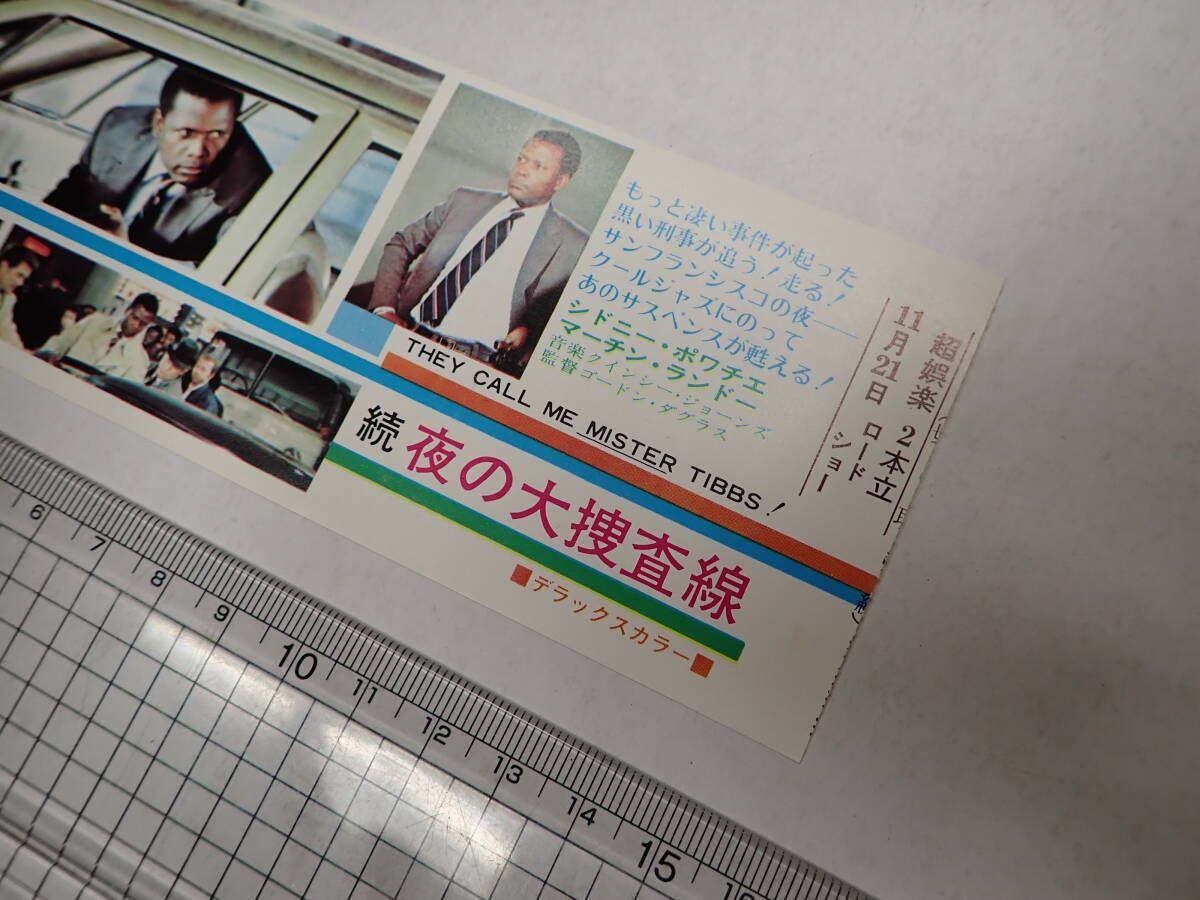 もっと凄い事件が起った
黒い刑事が追う!走る!
サンフランシスコの夜――
クールジャズにのって
あのサスペンスが甦える!
シドニー・ポワチエ
マーチン・ランドー
音楽クインシー・ジョーンズ
監督ゴードン・ダグラス
超娯楽2本立
11月21日 ロードショー
THEY CALL ME MISTER TIBBS!
続 夜の大捜査線
■デラックスカラー■
6 7 8 9 10 11 12 13 14 15